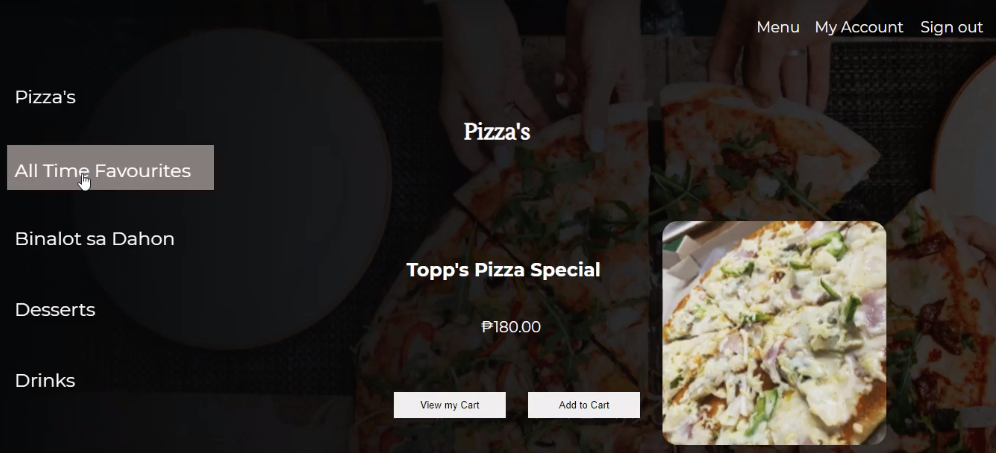 Menu My Account Sign out
Pizza's
All Time Favourites
Binalot sa Dahon
Desserts
Drinks
Pizza's
Topp's Pizza Special
₱180.00
View my Cart Add to Cart